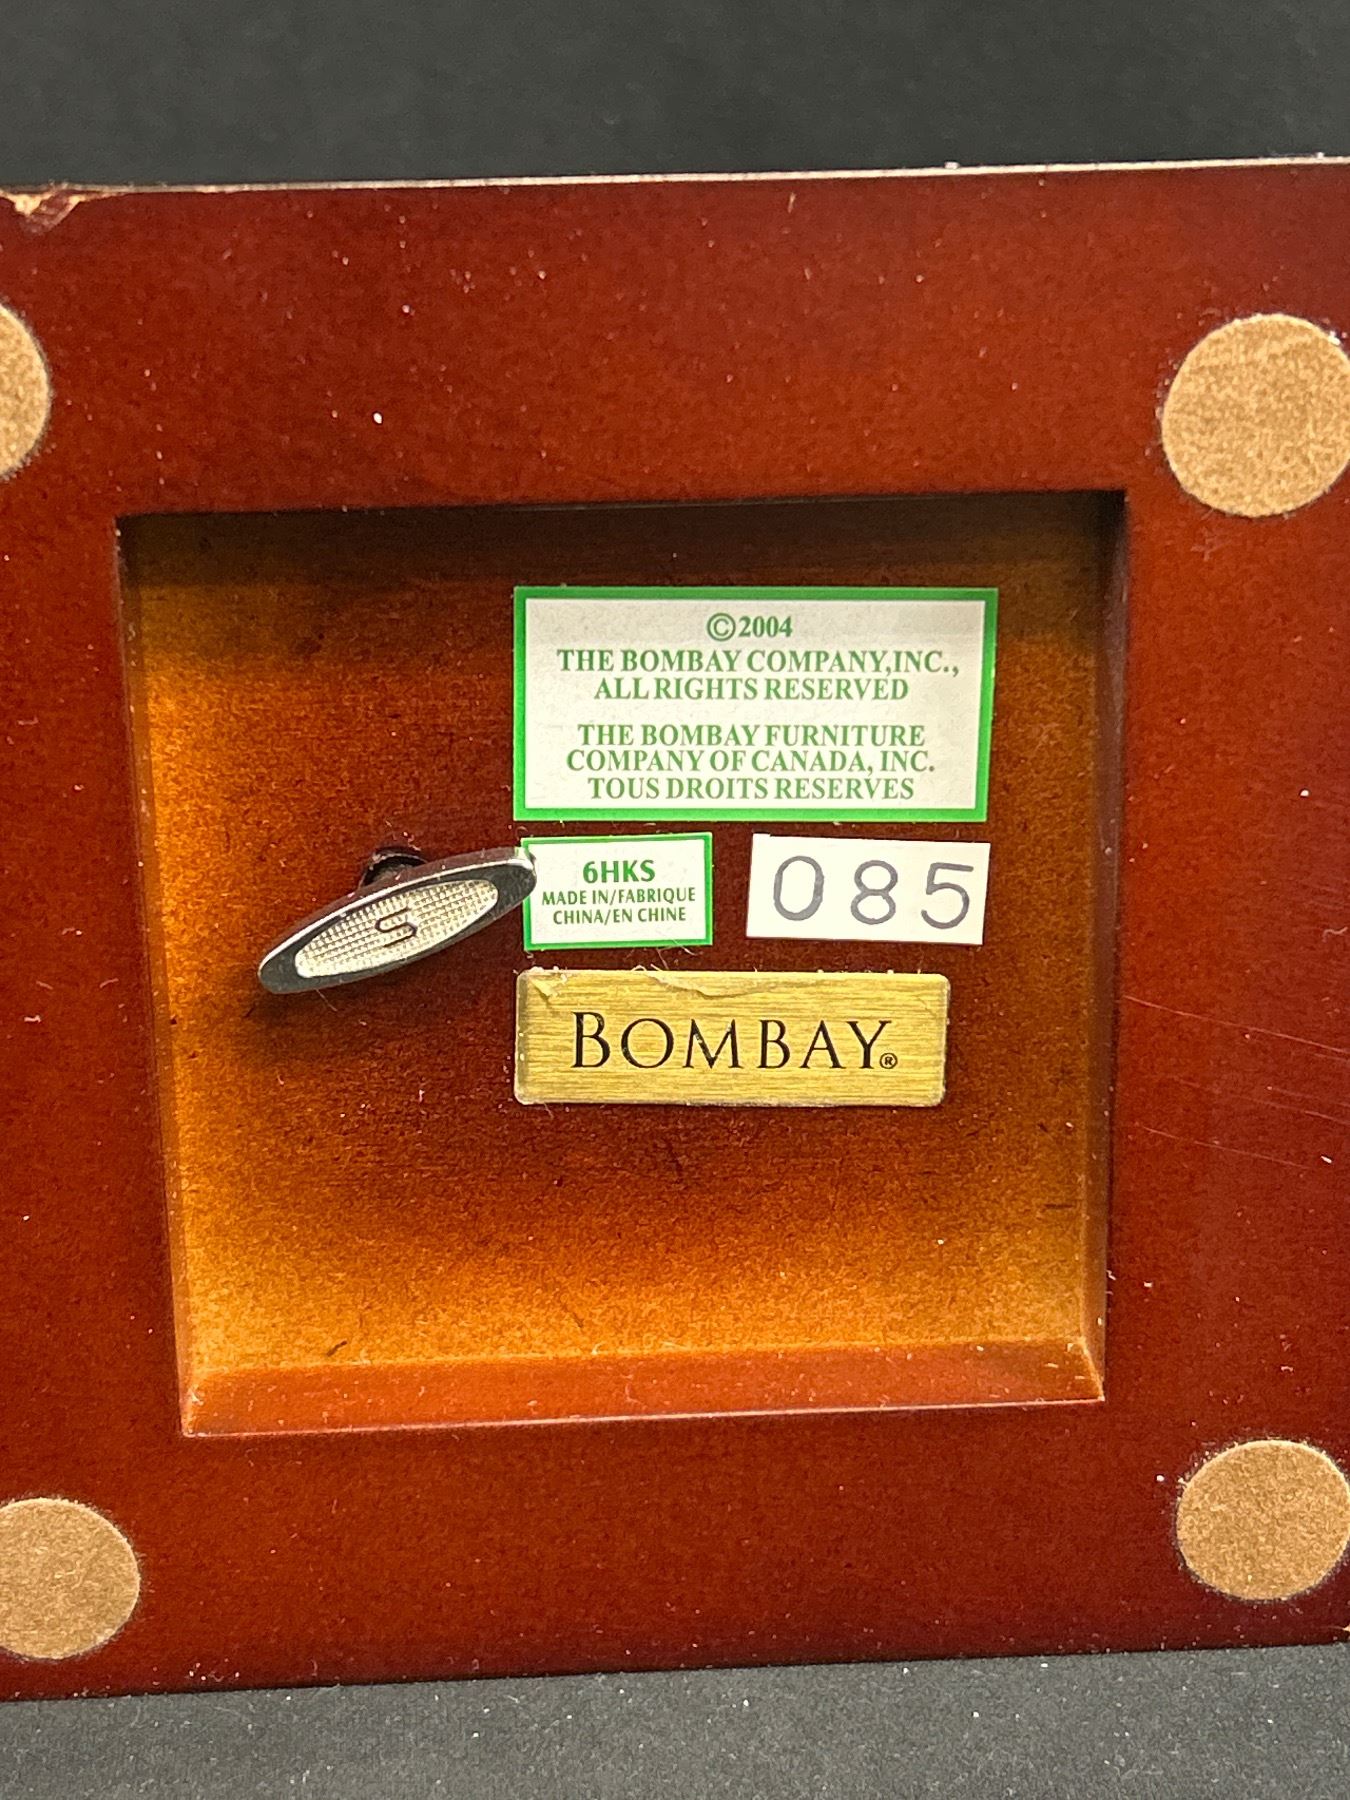 ©2004
THE BOMBAY COMPANY,INC.,
ALL RIGHTS RESERVED
THE BOMBAY FURNITURE
COMPANY OF CANADA, INC.
TOUS DROITS RESERVES
6HKS
MADE IN/FABRIQUE
CHINA/EN CHINE
085
S
BOMBAY®